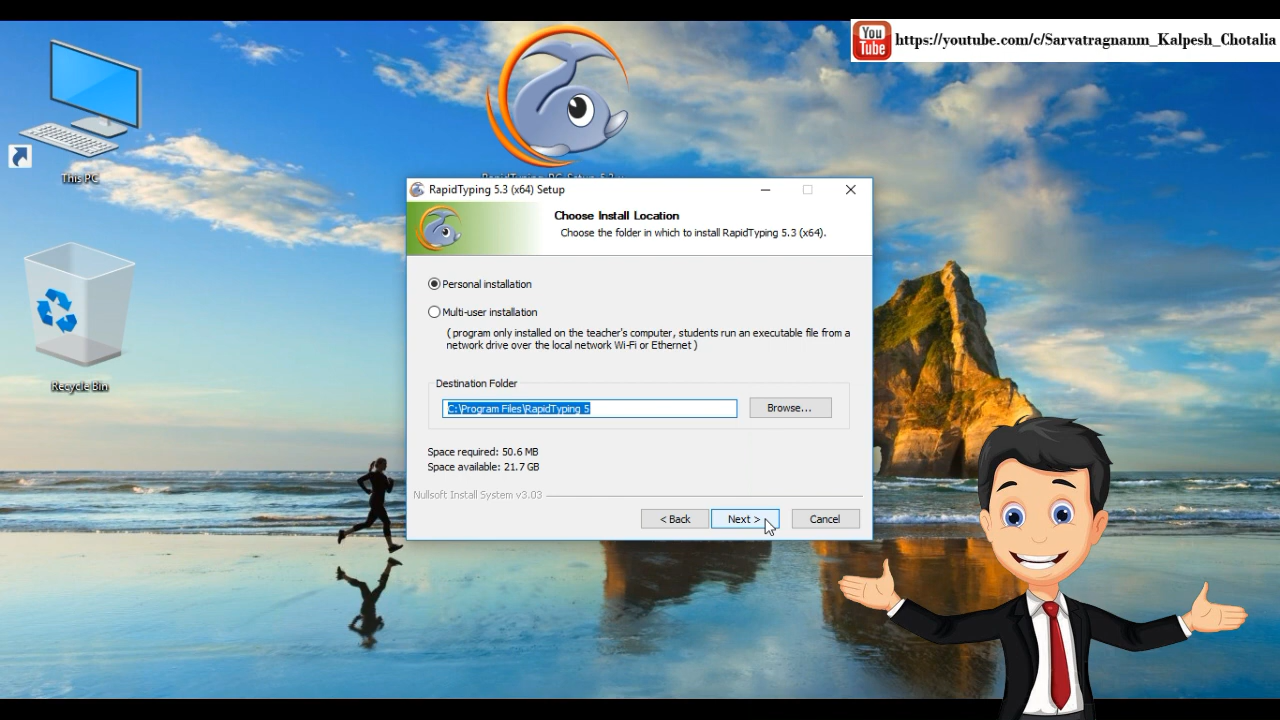 You
Tube
https://youtube.com/c/Sarvatragnanm_Kalpesh_Chotalia
This PC
RapidTyping 5.3 (x64) Setup
Choose Install Location
Choose the folder in which to install RapidTyping 5.3 (x64).
Personal installation
Multi-user installation
( program only installed on the teacher's computer, students run an executable file from a
network drive over the local network Wi-Fi or Ethernet )
Recycle Bin
Destination Folder
C:\Program Files\RapidTyping 5
Browse...
Space required: 50.6 MB
Space available: 21.7 GB
Nullsoft Install System v3.03
< Back
Next >
Cancel